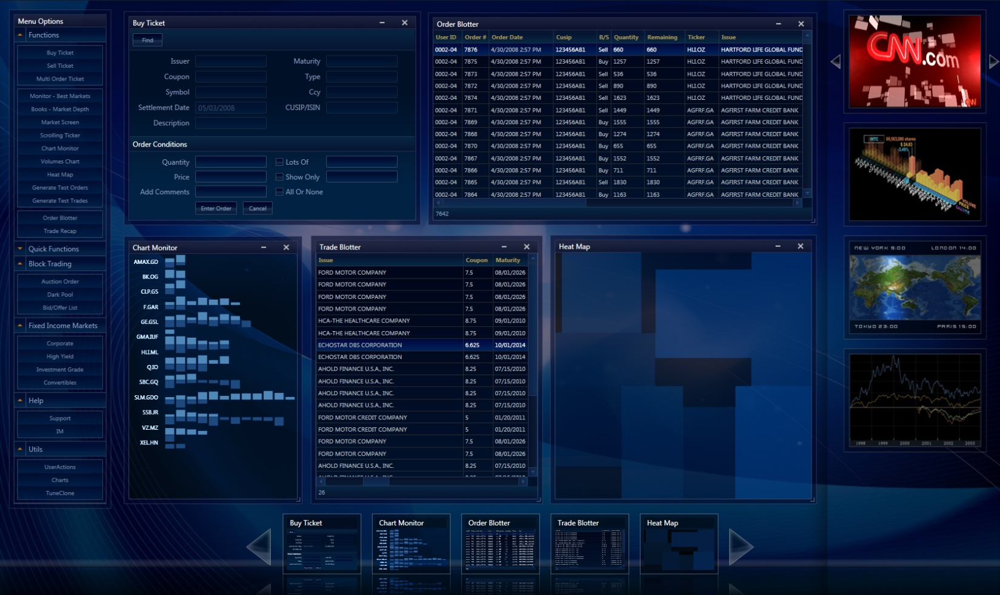 Menu Options
Functions
Buy Ticket
Sell Ticket
Multi Order Ticket
Monitor - Best Markets
Books - Market Depth
Market Screen
Scrolling Ticker
Chart Monitor
Volumes Chart
Heat Map
Generate Test Orders
Generate Test Trades
Order Blotter
Trade Recap
Quick Functions
Block Trading
Auction Order
Dark Pool
Bid/Offer List
Fixed Income Markets
Corporate
High Yield
Investment Grade
Convertibles
Help
Support
IM
Utils
UserActions
Charts
TuneClone
Buy Ticket
Find
Issuer Maturity
Coupon Type
Symbol Ccy
Settlement Date 05/03/2008 CUSIP/ISIN
Description
Order Conditions
Quantity Lots Of
Price Show Only
Add Comments All Or None
Enter Order Cancel
Order Blotter
User ID Order # Order Date Cusip B/S Quantity Remaining Ticker Issue
0002-04 7876 4/30/2008 2:57 PM 123456AB1 Sell 660 660 HLI.OZ HARTFORD LIFE GLOBAL FUND
0002-04 7875 4/30/2008 2:57 PM 123456AB1 Buy 1257 1257 HLI.OZ HARTFORD LIFE GLOBAL FUND
0002-04 7873 4/30/2008 2:57 PM 123456AB1 Sell 536 536 HLI.OZ HARTFORD LIFE GLOBAL FUND
0002-04 7872 4/30/2008 2:57 PM 123456AB1 Sell 890 890 HLI.OZ HARTFORD LIFE GLOBAL FUND
0002-04 7874 4/30/2008 2:57 PM 123456AB1 Sell 1623 1623 HLI.OZ HARTFORD LIFE GLOBAL FUND
0002-04 7871 4/30/2008 2:57 PM 123456AB1 Sell 1449 1449 AGFRF.GA AGFIRST FARM CREDIT BANK
0002-04 7869 4/30/2008 2:57 PM 123456AB1 Buy 1555 1555 AGFRF.GA AGFIRST FARM CREDIT BANK
0002-04 7868 4/30/2008 2:57 PM 123456AB1 Buy 1274 1274 AGFRF.GA AGFIRST FARM CREDIT BANK
0002-04 7870 4/30/2008 2:57 PM 123456AB1 Buy 655 655 AGFRF.GA AGFIRST FARM CREDIT BANK
0002-04 7867 4/30/2008 2:57 PM 123456AB1 Buy 1552 1552 AGFRF.GA AGFIRST FARM CREDIT BANK
0002-04 7866 4/30/2008 2:57 PM 123456AB1 Buy 711 711 AGFRF.GA AGFIRST FARM CREDIT BANK
0002-04 7865 4/30/2008 2:57 PM 123456AB1 Sell 1830 1830 AGFRF.GA AGFIRST FARM CREDIT BANK
0002-04 7864 4/30/2008 2:57 PM 123456AB1 Buy 1163 1163 AGFRF.GA AGFIRST FARM CREDIT BANK
7642
Chart Monitor
AMAX.GD
BK.OG
CLP.GS
F.GAR
GE.GSL
GMA.IUF
HLI.ML
Q.IO
SBC.GQ
SLM.GDO
SSB.JR
VZ.MZ
XEL.HN
Trade Blotter
Issue Coupon Maturity
FORD MOTOR COMPANY 7.5 08/01/2026
FORD MOTOR COMPANY 7.5 08/01/2026
FORD MOTOR COMPANY 7.5 08/01/2026
FORD MOTOR COMPANY 7.5 08/01/2026
HCA-THE HEALTHCARE COMPANY 8.75 09/01/2010
HCA-THE HEALTHCARE COMPANY 8.75 09/01/2010
ECHOSTAR DBS CORPORATION 6.625 10/01/2014
ECHOSTAR DBS CORPORATION 6.625 10/01/2014
AHOLD FINANCE U.S.A., INC. 8.25 07/15/2010
AHOLD FINANCE U.S.A., INC. 8.25 07/15/2010
AHOLD FINANCE U.S.A., INC. 8.25 07/15/2010
AHOLD FINANCE U.S.A., INC. 8.25 07/15/2010
FORD MOTOR CREDIT COMPANY 5 01/20/2011
FORD MOTOR CREDIT COMPANY 5 01/20/2011
FORD MOTOR COMPANY 7.5 08/01/2026
FORD MOTOR COMPANY 7.5 08/01/2026
AHOLD FINANCE U.S.A., INC. 8.25 07/15/2010
26
Heat Map
CNN.com
CNN
INTC
VOLUME
PRICE
CHANGE
NEW YORK 9:00 LONDON 14:00
TOKYO 23:00 PARIS 15:00
1998 1999 2000 2001 2002 2003
Buy Ticket
Chart Monitor
Order Blotter
Trade Blotter
Heat Map